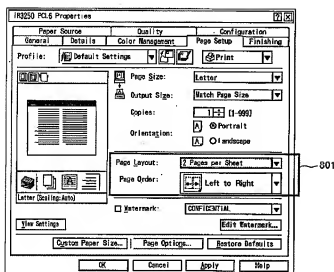 iR3250 PCL6 Properties
Paper Source Quality Configuration
General Details Color Management Page Setup Finishing
Profile: Default Settings Print
Page Size: Letter
Output Size: Match Page Size
Copies: 1 [1-999]
Orientation: A Portrait
A Landscape
Page Layout: 2 Pages per Sheet
801
Page Order: Left to Right
Letter [Scaling:Auto]
Watermark: CONFIDENTIAL
View Settings
Edit Watermark...
Custom Paper Size... Page Options... Restore Defaults
OK Cancel Apply Help